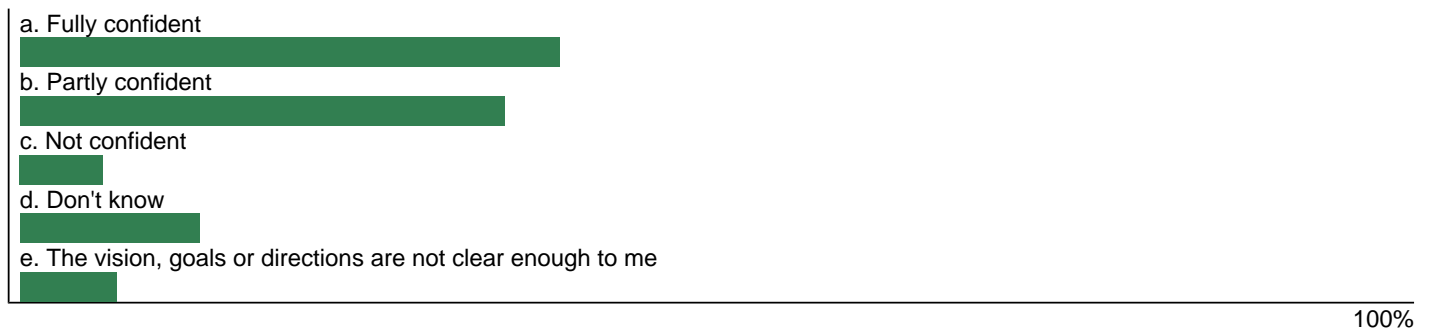 a. Fully confident
b. Partly confident
c. Not confident
d. Don't know
e. The vision, goals or directions are not clear enough to me
100%